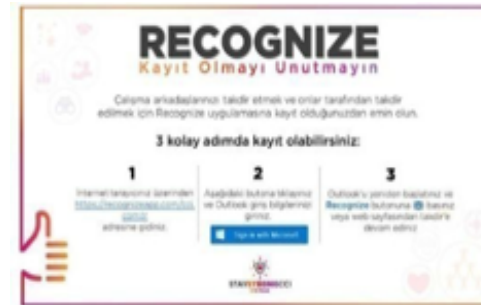 RECOGNIZE
Kayıt Olmayı Unutmayın
Çalışma arkadaşlarınızı takdir etmek ve onlar tarafından takdir
edilmek için Recognize uygulamasına kayıt olduğunuzdan emin olun.
3 kolay adımda kayıt olabilirsiniz:
1
İnternet tarayıcınız üzerinden
adresine gidiniz.
2
Aşağıdaki butona tıklayınız
ve Outlook giriş bilgilerinizi
giriniz.
Sign in with Microsoft
3
Outlook'u yeniden başlatınız ve
Recognize butonuna basınız
veya web sayfasından takdir'e
devam ediniz